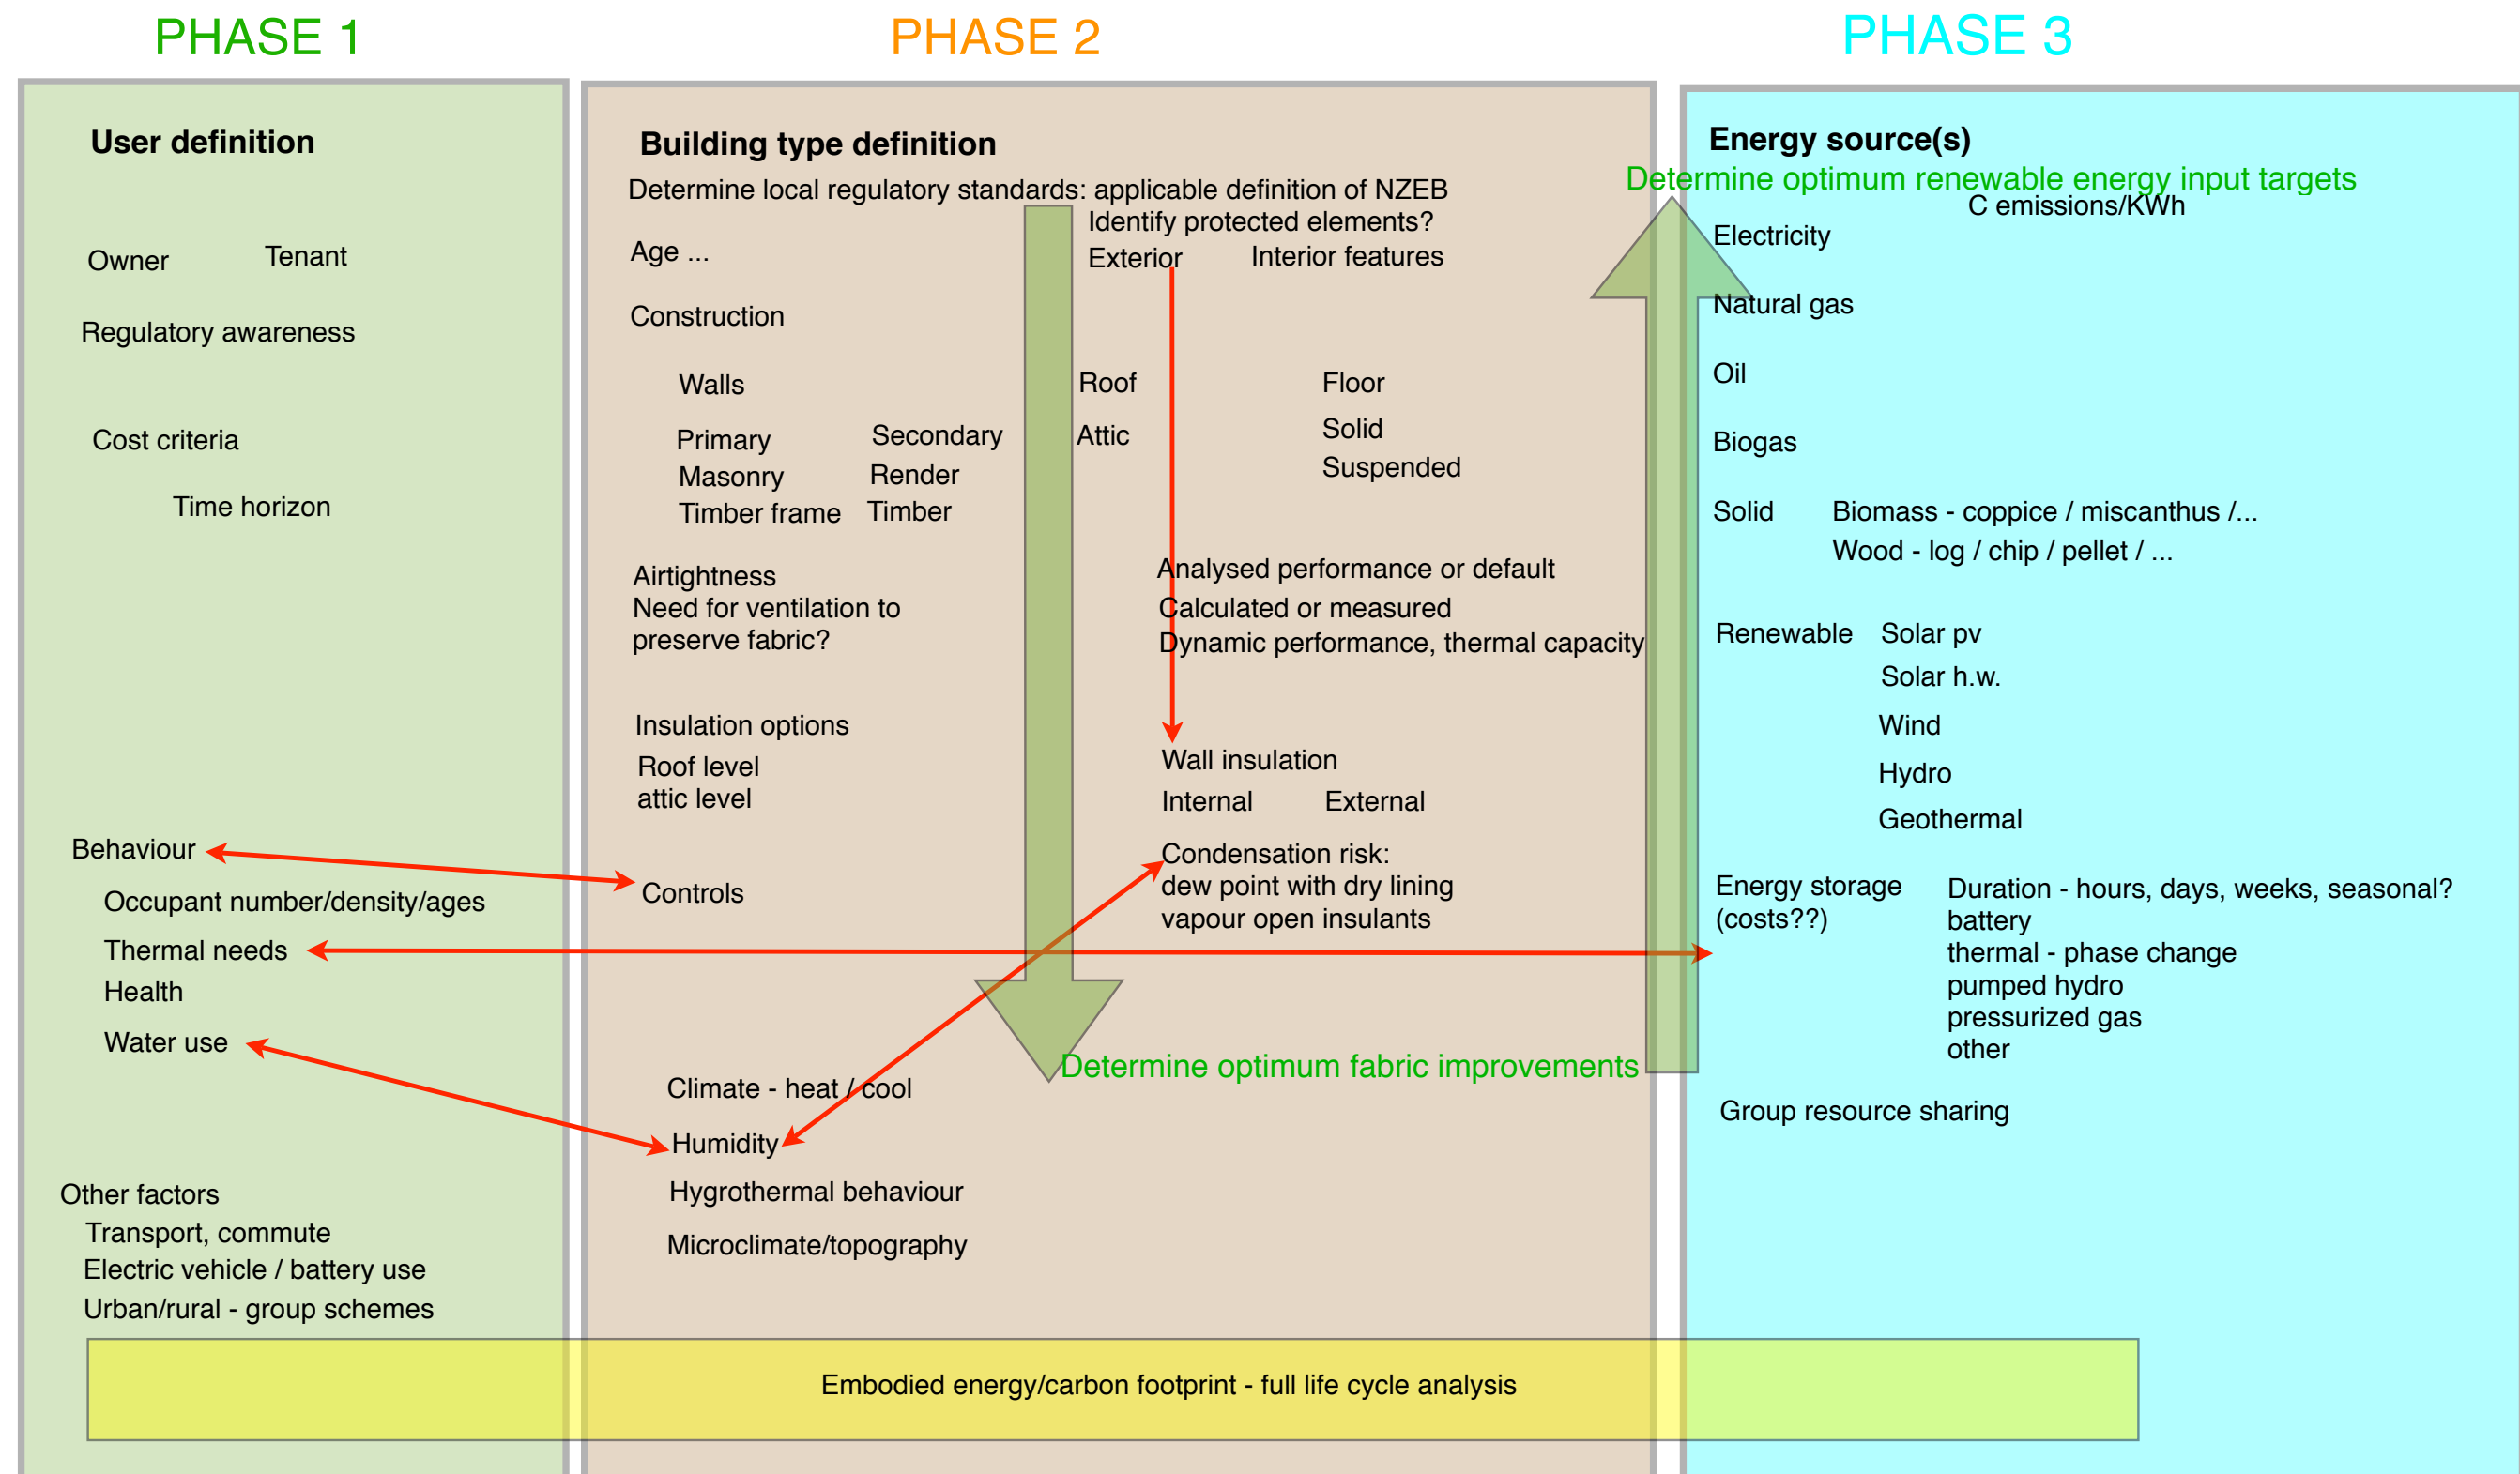 PHASE 1
PHASE 2
PHASE 3
User definition
Owner
Tenant
Regulatory awareness
Cost criteria
Time horizon
Behaviour
Occupant number/density/ages
Thermal needs
Health
Water use
Other factors
Transport, commute
Electric vehicle / battery use
Urban/rural - group schemes
Building type definition
Determine local regulatory standards: applicable definition of NZEB
Identify protected elements?
Age ...
Exterior
Interior features
Construction
Walls
Roof
Floor
Primary
Secondary
Attic
Solid
Masonry
Render
Suspended
Timber frame
Timber
Airtightness
Need for ventilation to
preserve fabric?
Analysed performance or default
Calculated or measured
Dynamic performance, thermal capacity
Insulation options
Roof level
attic level
Wall insulation
Internal
External
Controls
Condensation risk:
dew point with dry lining
vapour open insulants
Determine optimum fabric improvements
Climate - heat / cool
Humidity
Hygrothermal behaviour
Microclimate/topography
Energy source(s)
Determine optimum renewable energy input targets
C emissions/KWh
Electricity
Natural gas
Oil
Biogas
Solid
Biomass - coppice / miscanthus /...
Wood - log / chip / pellet / ...
Renewable
Solar pv
Solar h.w.
Wind
Hydro
Geothermal
Energy storage
(costs??)
Duration - hours, days, weeks, seasonal?
battery
thermal - phase change
pumped hydro
pressurized gas
other
Group resource sharing
Embodied energy/carbon footprint - full life cycle analysis